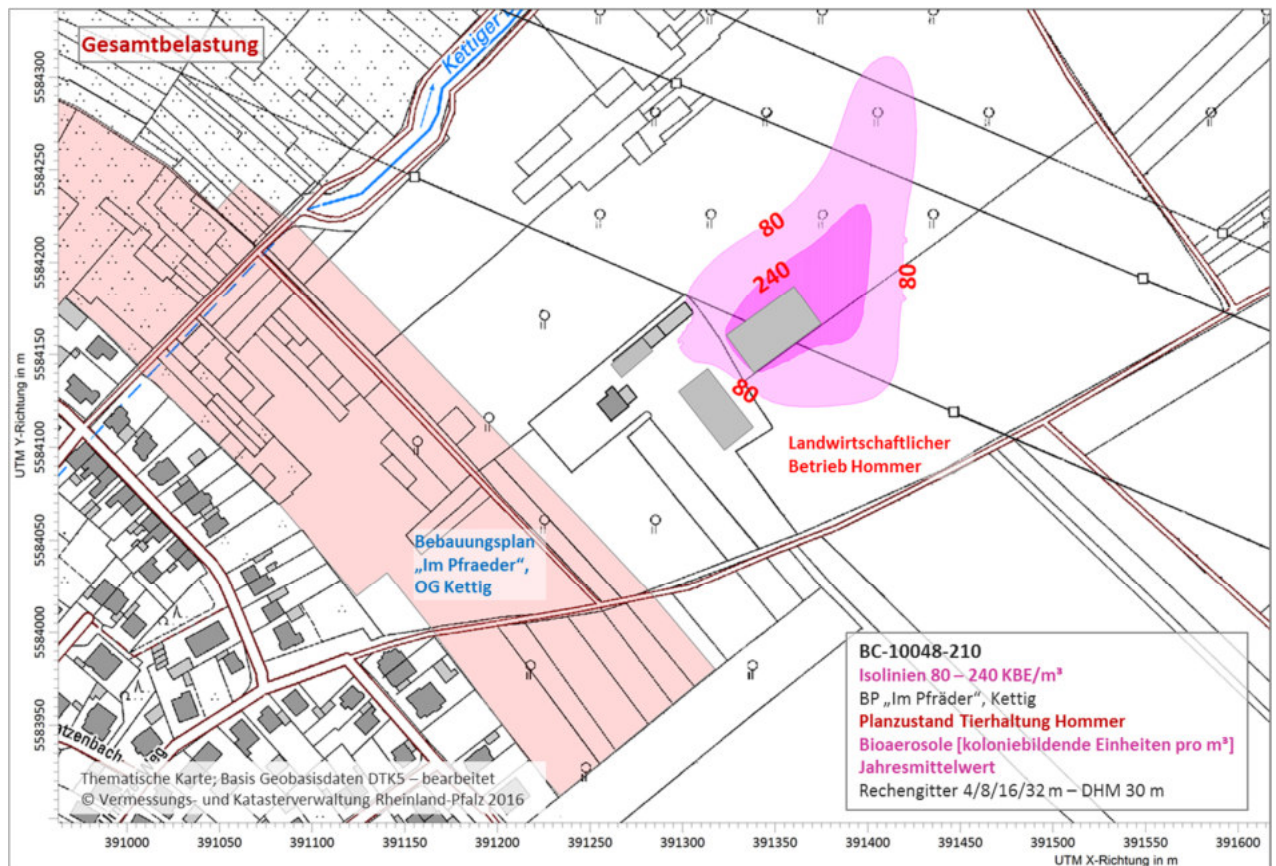 Gesamtbelastung
Kettiger
80
240
80
80
Landwirtschaftlicher
Betrieb Hommer
Bebauungsplan
„Im Pfraeder“,
OG Kettig
BC-10048-210
Isolinien 80 – 240 KBE/m³
BP „Im Pfräder“, Kettig
Planzustand Tierhaltung Hommer
Bioaerosole [koloniebildende Einheiten pro m³]
Jahresmittelwert
Rechengitter 4/8/16/32 m – DHM 30 m
Thematische Karte; Basis Geobasisdaten DTK5 – bearbeitet
© Vermessungs- und Katasterverwaltung Rheinland-Pfalz 2016
UTM Y-Richtung in m
5584300
5584250
5584200
5584150
5584100
5584050
5584000
5583950
391000 391050 391100 391150 391200 391250 391300 391350 391400 391450 391500 391550 391600
UTM X-Richtung in m